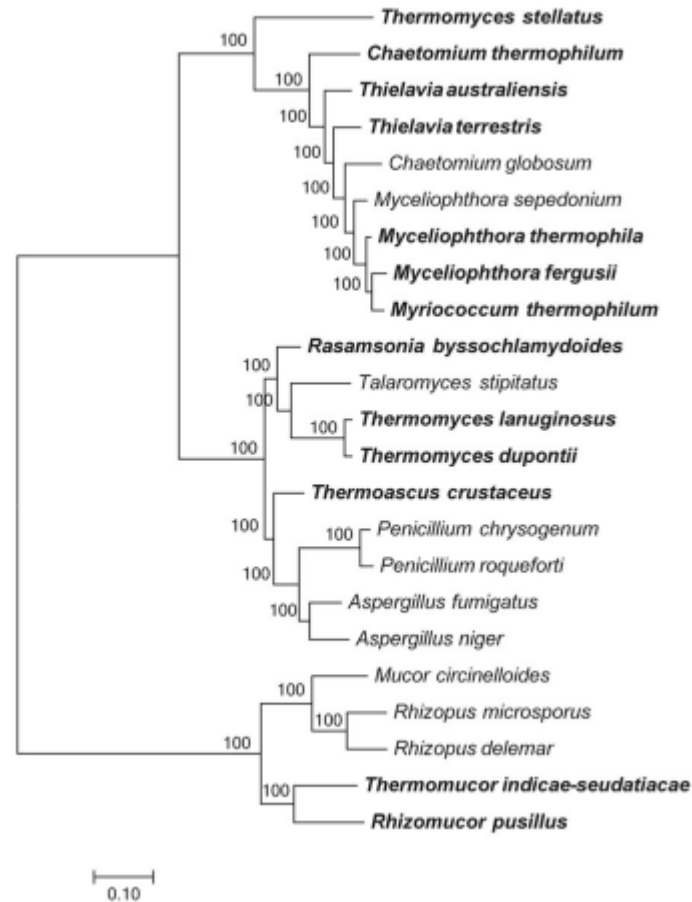 Thermomyces stellatus
100
Chaetomium thermophilum
100
Thielavia australiensis
100
Thielavia terrestris
100
Chaetomium globosum
100
Myceliophthora sepedonium
100
Myceliophthora thermophila
100
Myceliophthora fergusii
100
Myriococcum thermophilum
Rasamsonia byssochlamydoides
100
Talaromyces stipitatus
100
Thermomyces lanuginosus
100
Thermomyces dupontii
100
Thermoascus crustaceus
100
Penicillium chrysogenum
100
Penicillium roqueforti
100
Aspergillus fumigatus
100
Aspergillus niger
Mucor circinelloides
100
Rhizopus microsporus
100
Rhizopus delemar
100
Thermomucor indicae-seudatiacae
100
Rhizomucor pusillus
0.10